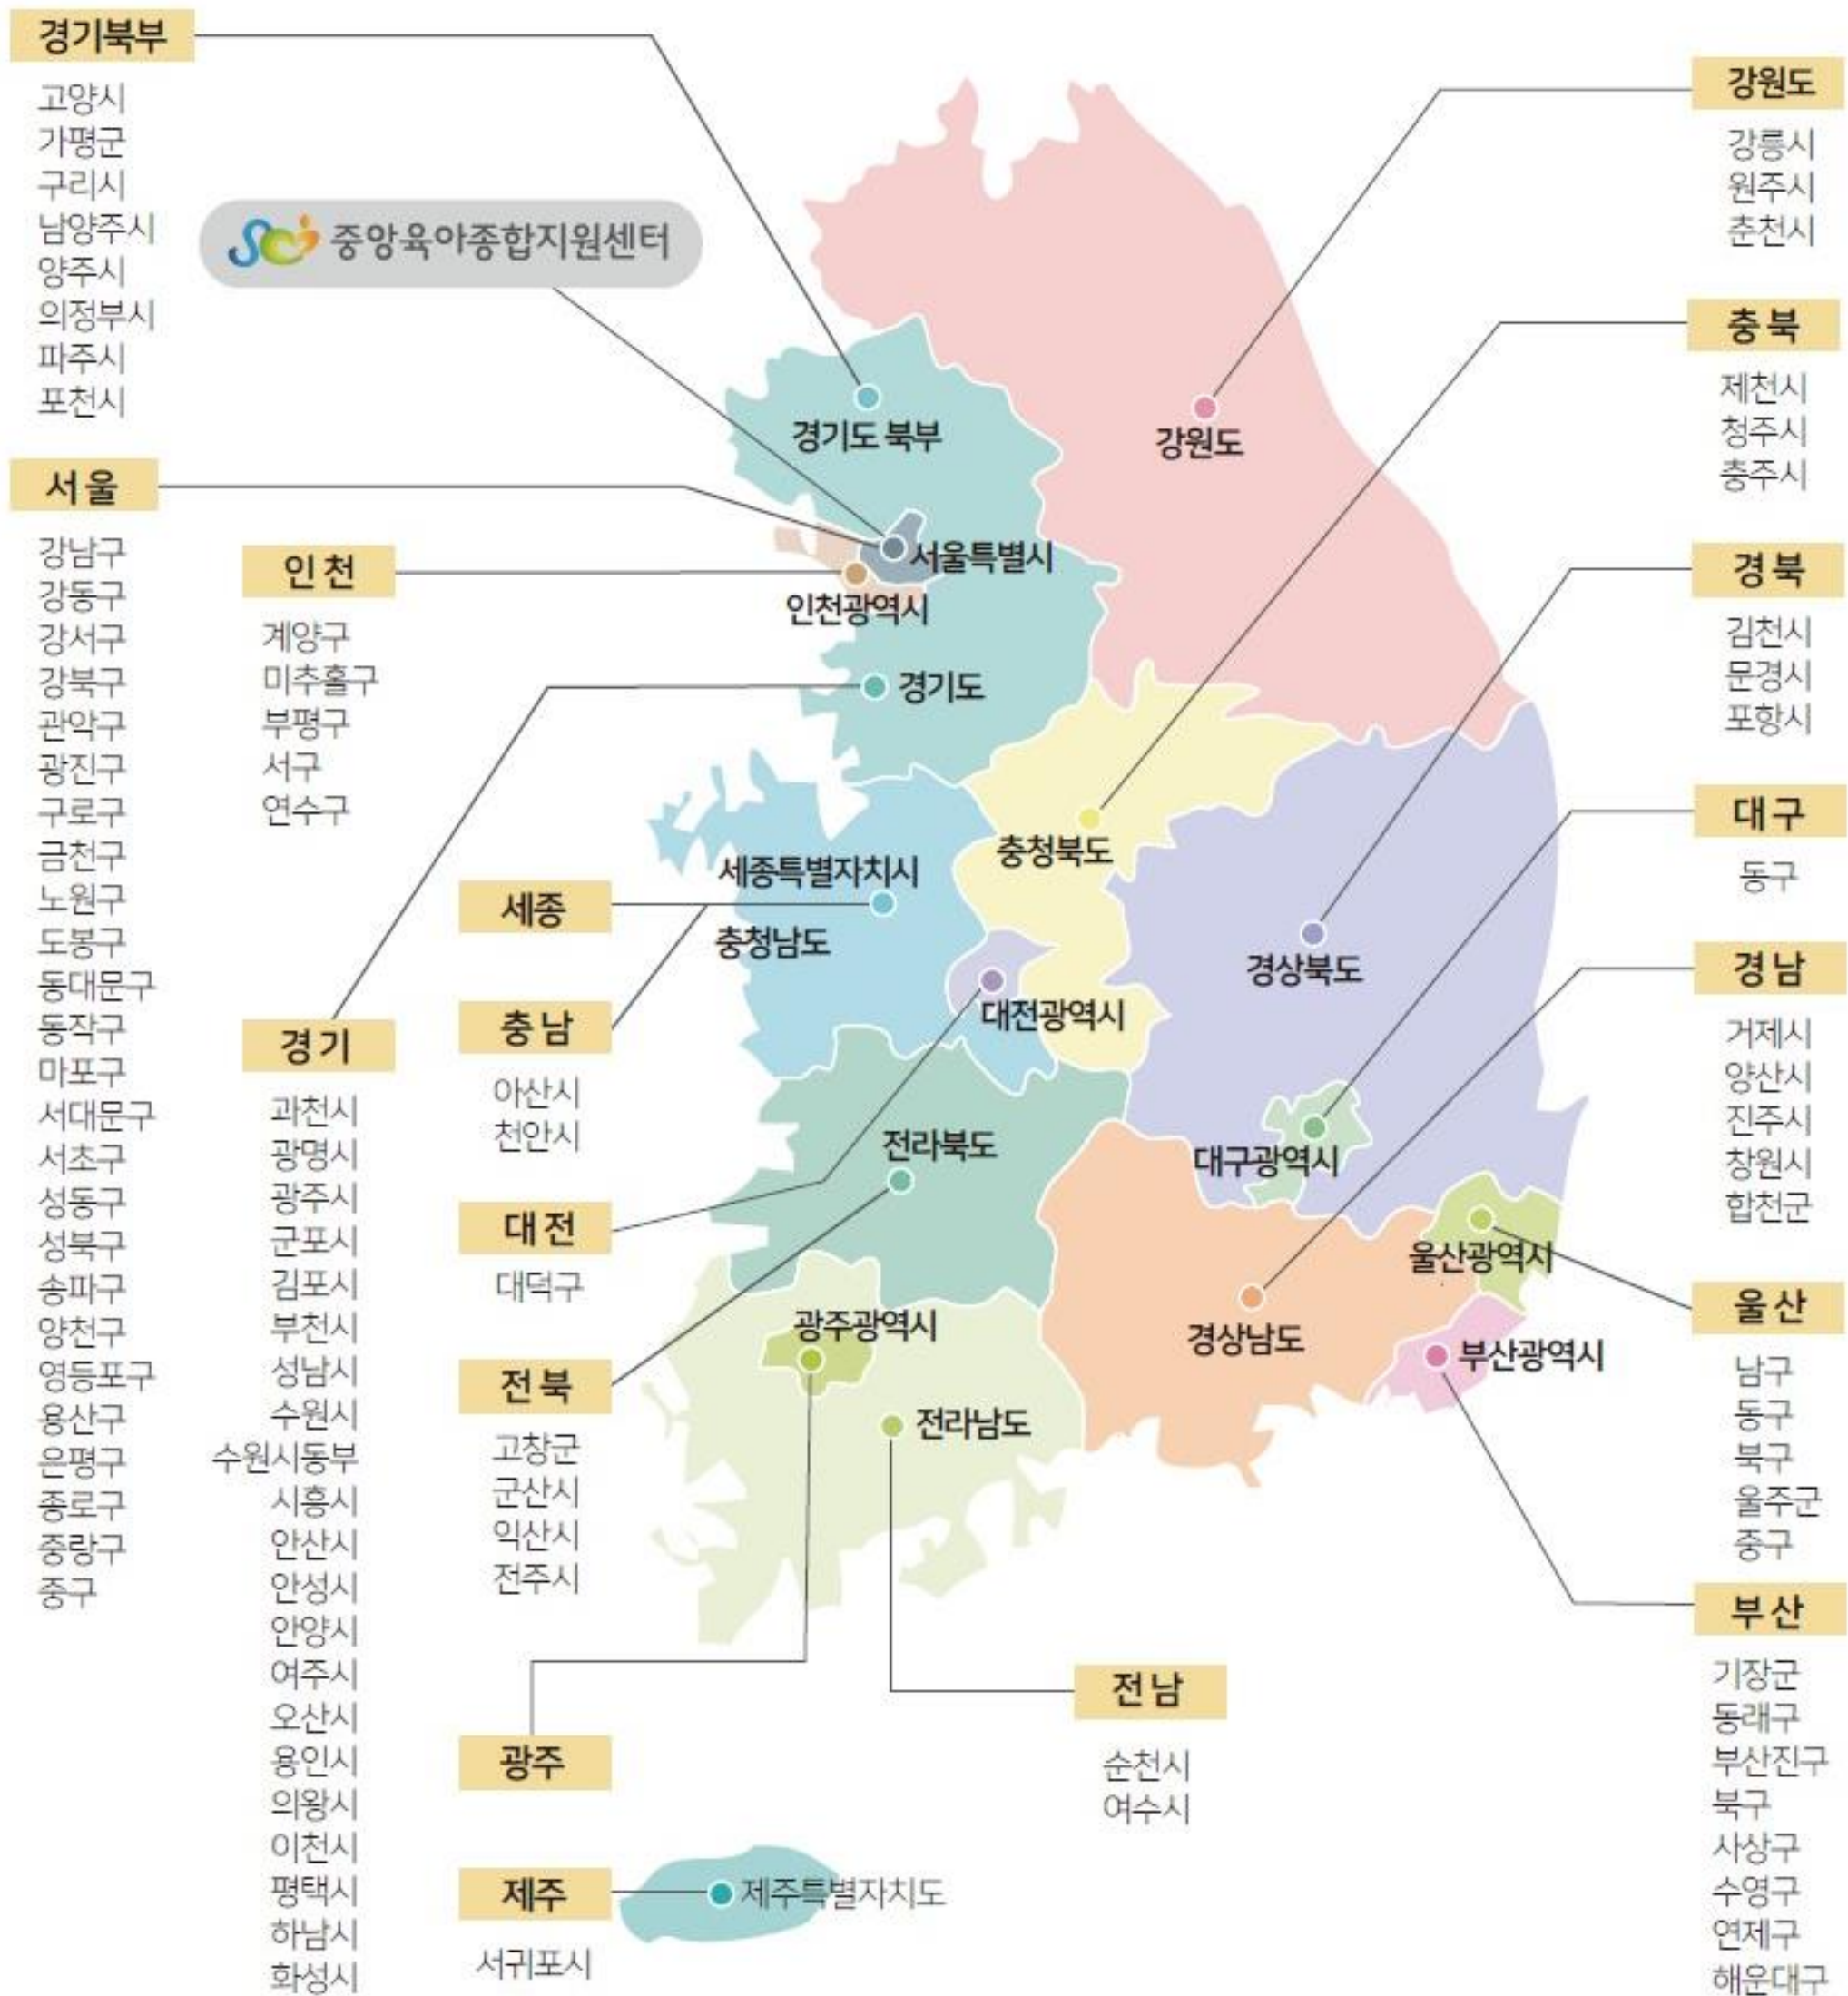 경기북부
고양시
가평군
구리시
남양주시
양주시
의정부시
파주시
포천시
중앙육아종합지원센터
서울
강남구
강동구
강서구
강북구
관악구
광진구
구로구
금천구
노원구
도봉구
동대문구
동작구
마포구
서대문구
서초구
성동구
성북구
송파구
양천구
영등포구
용산구
은평구
종로구
중랑구
중구
인천
계양구
미추홀구
부평구
서구
연수구
경기
과천시
광명시
광주시
군포시
김포시
부천시
성남시
수원시
수원시동부
시흥시
안산시
안성시
안양시
여주시
오산시
용인시
의왕시
이천시
평택시
하남시
화성시
세종
충남
아산시
천안시
대전
대덕구
전북
고창군
군산시
익산시
전주시
광주
제주
서귀포시
경기도 북부
강원도
서울특별시
인천광역시
경기도
충청북도
세종특별자치시
충청남도
대전광역시
경상북도
전라북도
대구광역시
울산광역시
광주광역시
경상남도
부산광역시
전라남도
제주특별자치도
전남
순천시
여수시
강원도
강릉시
원주시
춘천시
충북
제천시
청주시
충주시
경북
김천시
문경시
포항시
대구
동구
경남
거제시
양산시
진주시
창원시
합천군
울산
남구
동구
북구
울주군
중구
부산
기장군
동래구
부산진구
북구
사상구
수영구
연제구
해운대구